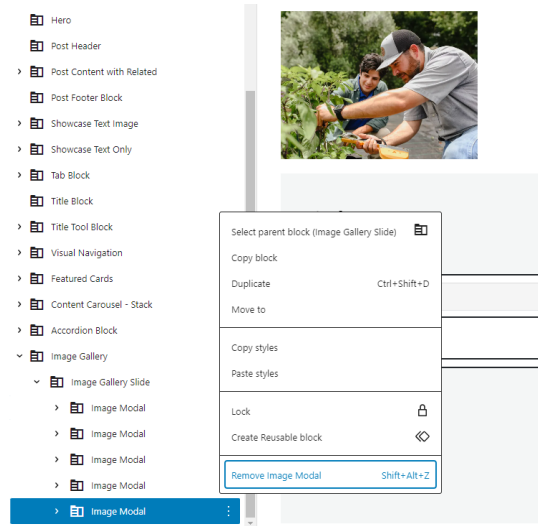 Hero
Post Header
Post Content with Related
Post Footer Block
Showcase Text Image
Showcase Text Only
Tab Block
Title Block
Title Tool Block
Visual Navigation
Featured Cards
Content Carousel - Stack
Accordion Block
Image Gallery
Image Gallery Slide
Image Modal
Image Modal
Image Modal
Image Modal
Image Modal
Select parent block (Image Gallery Slide)
Copy block
Duplicate Ctrl+Shift+D
Move to
Copy styles
Paste styles
Lock
Create Reusable block
Remove Image Modal Shift+Alt+Z